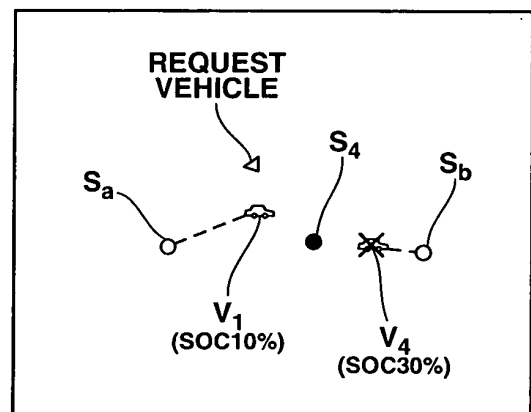 REQUEST
VEHICLE
S4
Sa
Sb
V1
(SOC10%)
V4
(SOC30%)